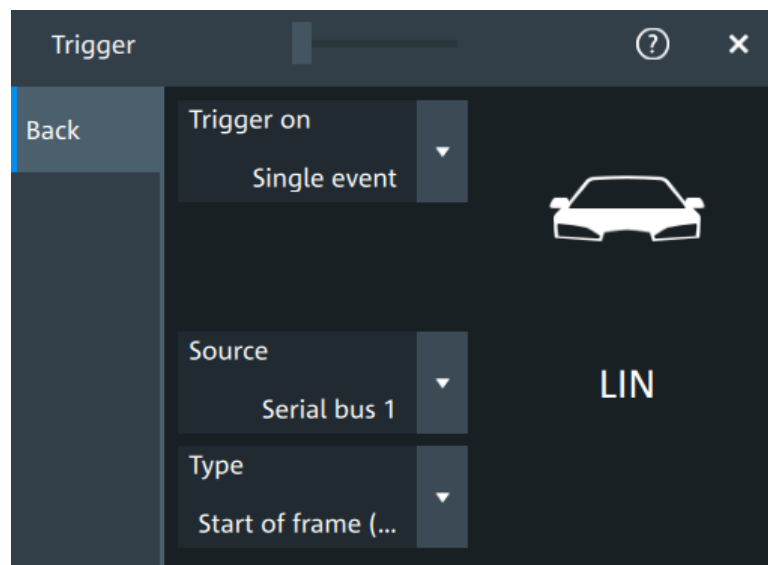 Trigger
?
Back
Trigger on
Single event
Source
Serial bus 1
LIN
Type
Start of frame (...